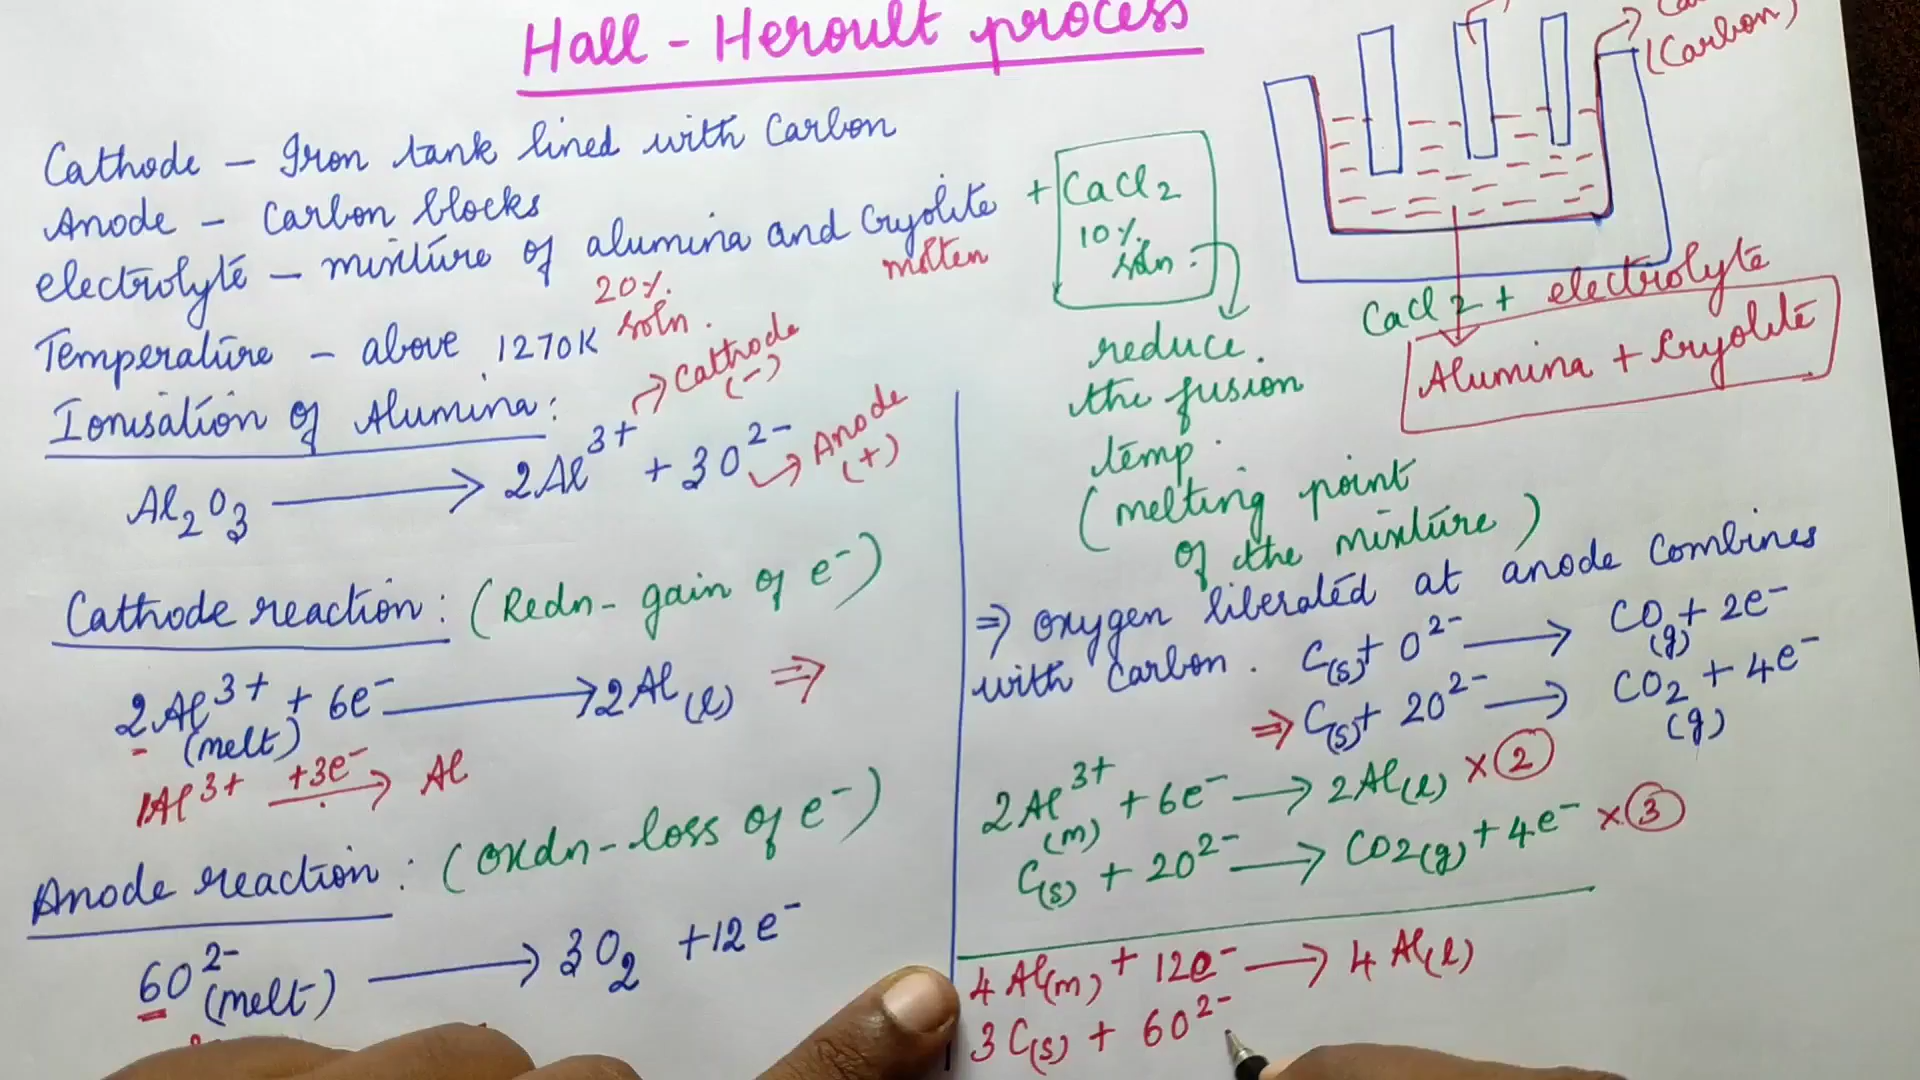 Hall - Heroult process
Cathode - Iron tank lined with Carbon
Anode - Carbon blocks
electrolyte - mixture of alumina and Cryolite + CaCl2
20% soln.
molten
10% soln.
Temperature - above 1270K
reduce the fusion temp.
(melting point of the mixture)
(Carbon)
CaCl2 + electrolyte
Alumina + Cryolite
Ionisation of Alumina:
→ Cathode (-)
→ Anode (+)
Al₂O₃ ⟶ 2Al³⁺ + 3O²⁻
Cathode reaction: (Redn - gain of e⁻)
2Al³⁺ (melt) + 6e⁻ ⟶ 2Al(l) ⇒
1Al³⁺ +3e⁻ ⟶ Al
Anode reaction: (oxdn - loss of e⁻)
6O²⁻ (melt) ⟶ 3O₂ +12e⁻
⇒ oxygen liberated at anode combines
with carbon. C(s) + O²⁻ ⟶ CO(g) + 2e⁻
⇒ C(s) + 2O²⁻ ⟶ CO₂(g) + 4e⁻
2Al³⁺(m) + 6e⁻ ⟶ 2Al(l) × 2
C(s) + 2O²⁻ ⟶ CO2(g) + 4e⁻ × 3
4Al(m) + 12e⁻ ⟶ 4Al(l)
3C(s) + 6O²⁻